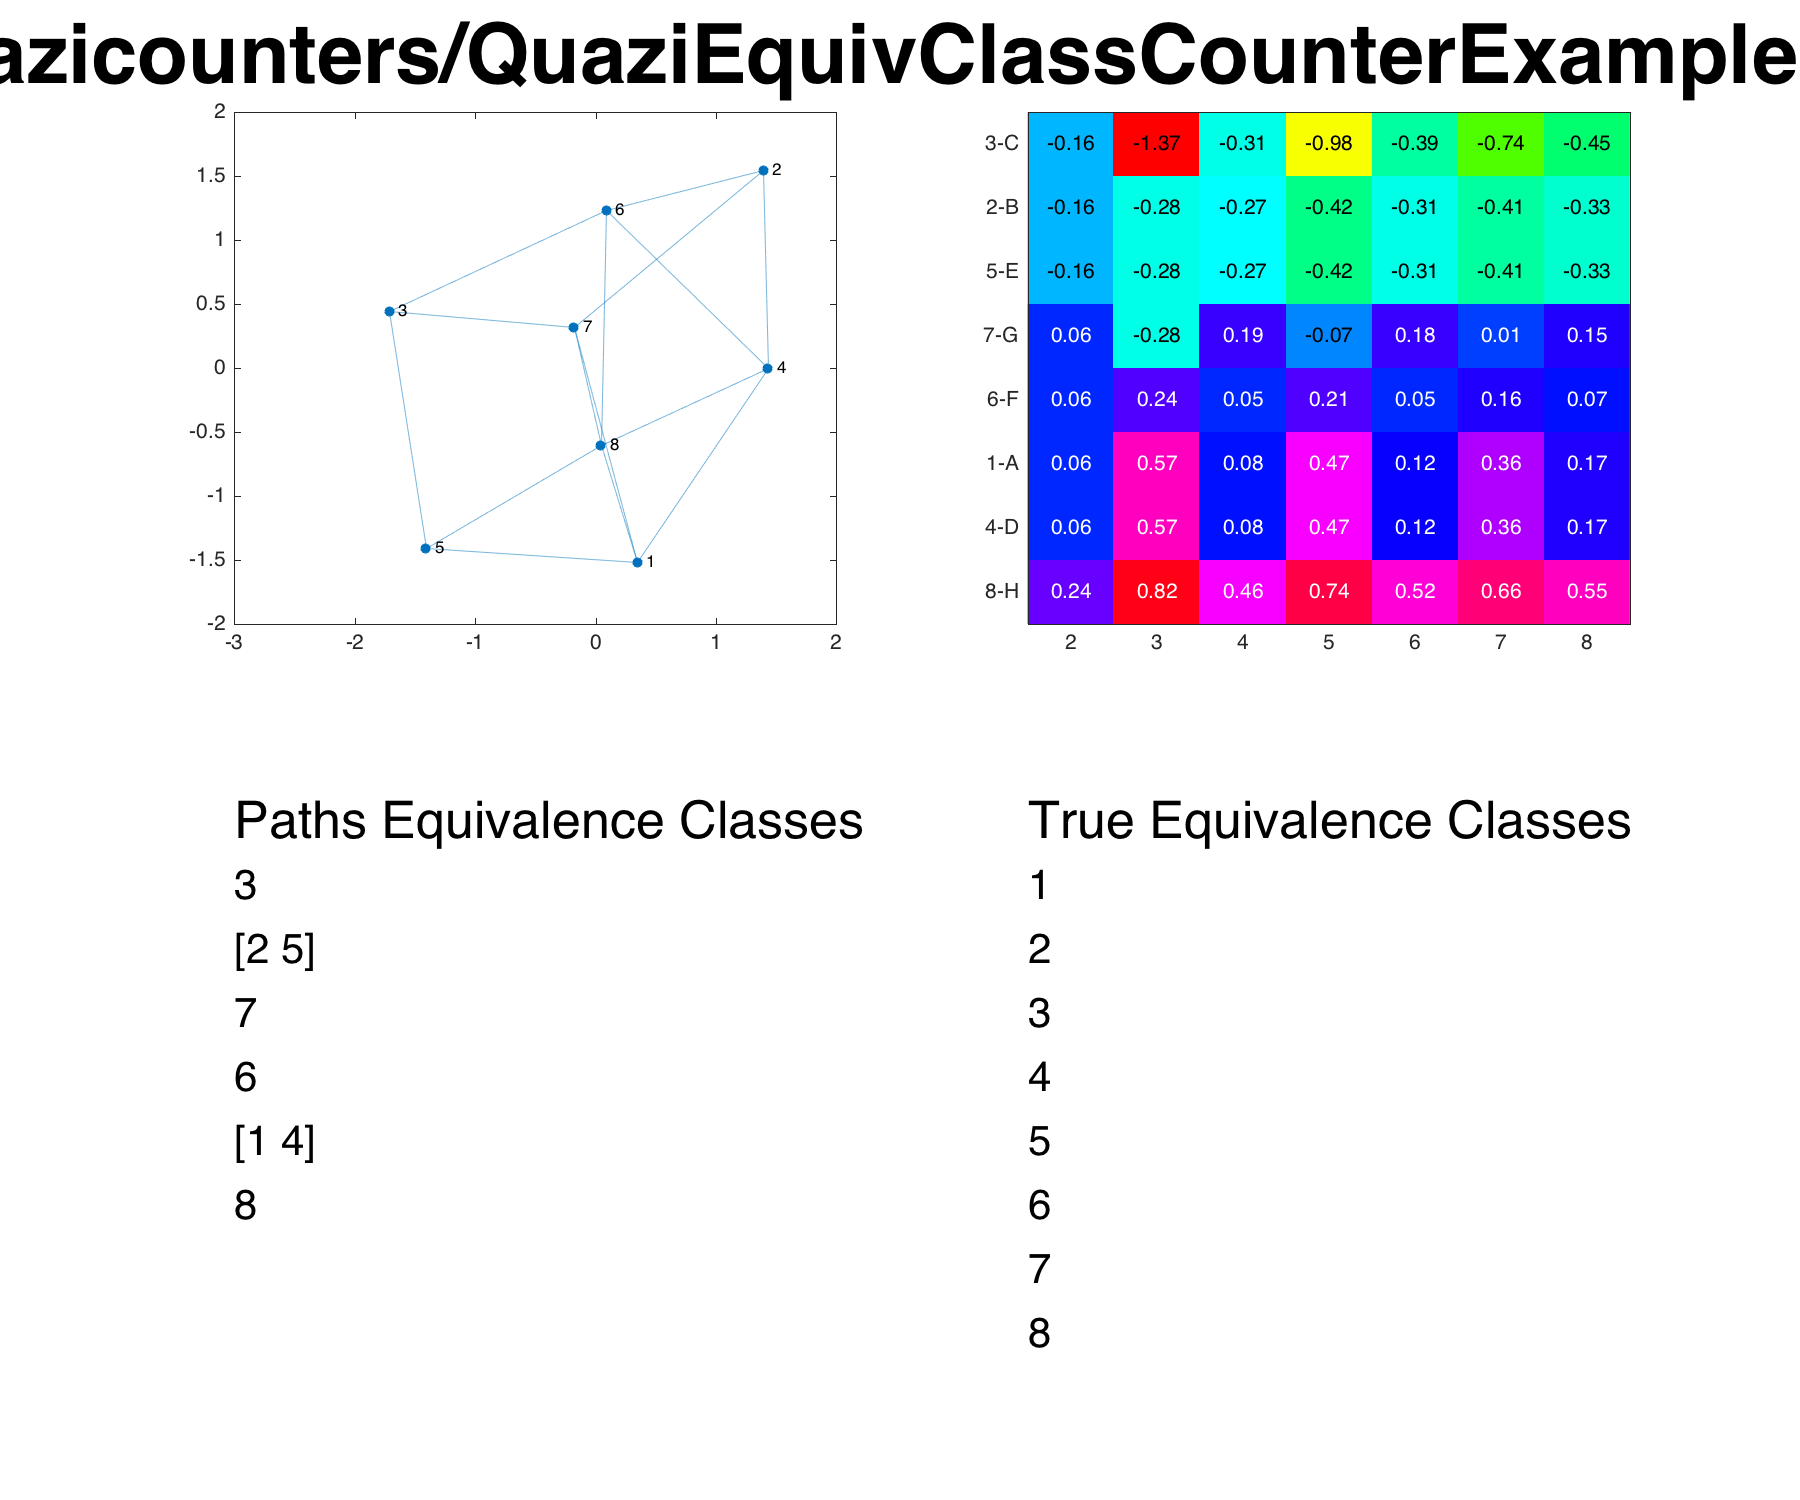 azicounters/QuaziEquivClassCounterExample
2
1.5
1
0.5
0
-0.5
-1
-1.5
-2
-3 -2 -1 0 1 2
2
6
3
7
4
8
5
1
3-C -0.16 -1.37 -0.31 -0.98 -0.39 -0.74 -0.45
2-B -0.16 -0.28 -0.27 -0.42 -0.31 -0.41 -0.33
5-E -0.16 -0.28 -0.27 -0.42 -0.31 -0.41 -0.33
7-G 0.06 -0.28 0.19 -0.07 0.18 0.01 0.15
6-F 0.06 0.24 0.05 0.21 0.05 0.16 0.07
1-A 0.06 0.57 0.08 0.47 0.12 0.36 0.17
4-D 0.06 0.57 0.08 0.47 0.12 0.36 0.17
8-H 0.24 0.82 0.46 0.74 0.52 0.66 0.55
2 3 4 5 6 7 8
Paths Equivalence Classes
3
[2 5]
7
6
[1 4]
8
True Equivalence Classes
1
2
3
4
5
6
7
8